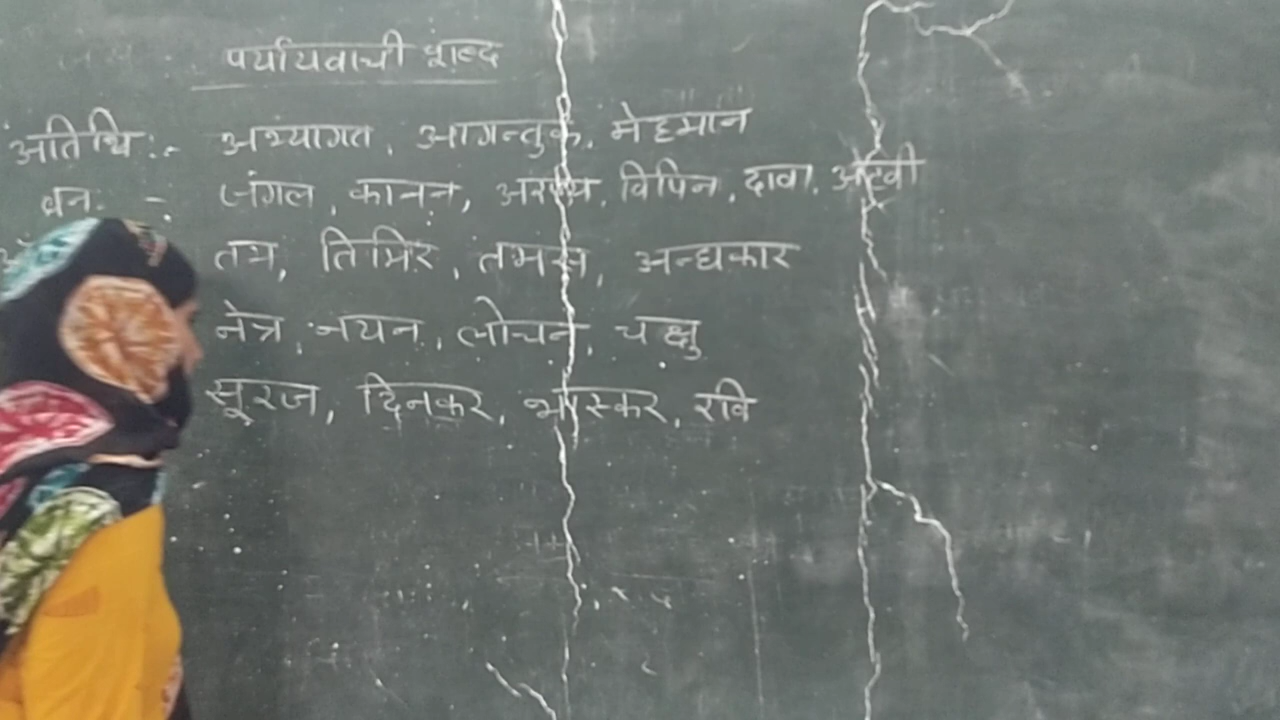 पर्यायवाची शब्द
अतिथि :- अभ्यागत, आगन्तुक, मेहमान
वन - जंगल, कानन, अरण्य, विपिन, दावा, अटवी
तम, तिमिर, तमस, अन्धकार
नेत्र, नयन, लोचन, चक्षु
सूरज, दिनकर, भास्कर, रवि